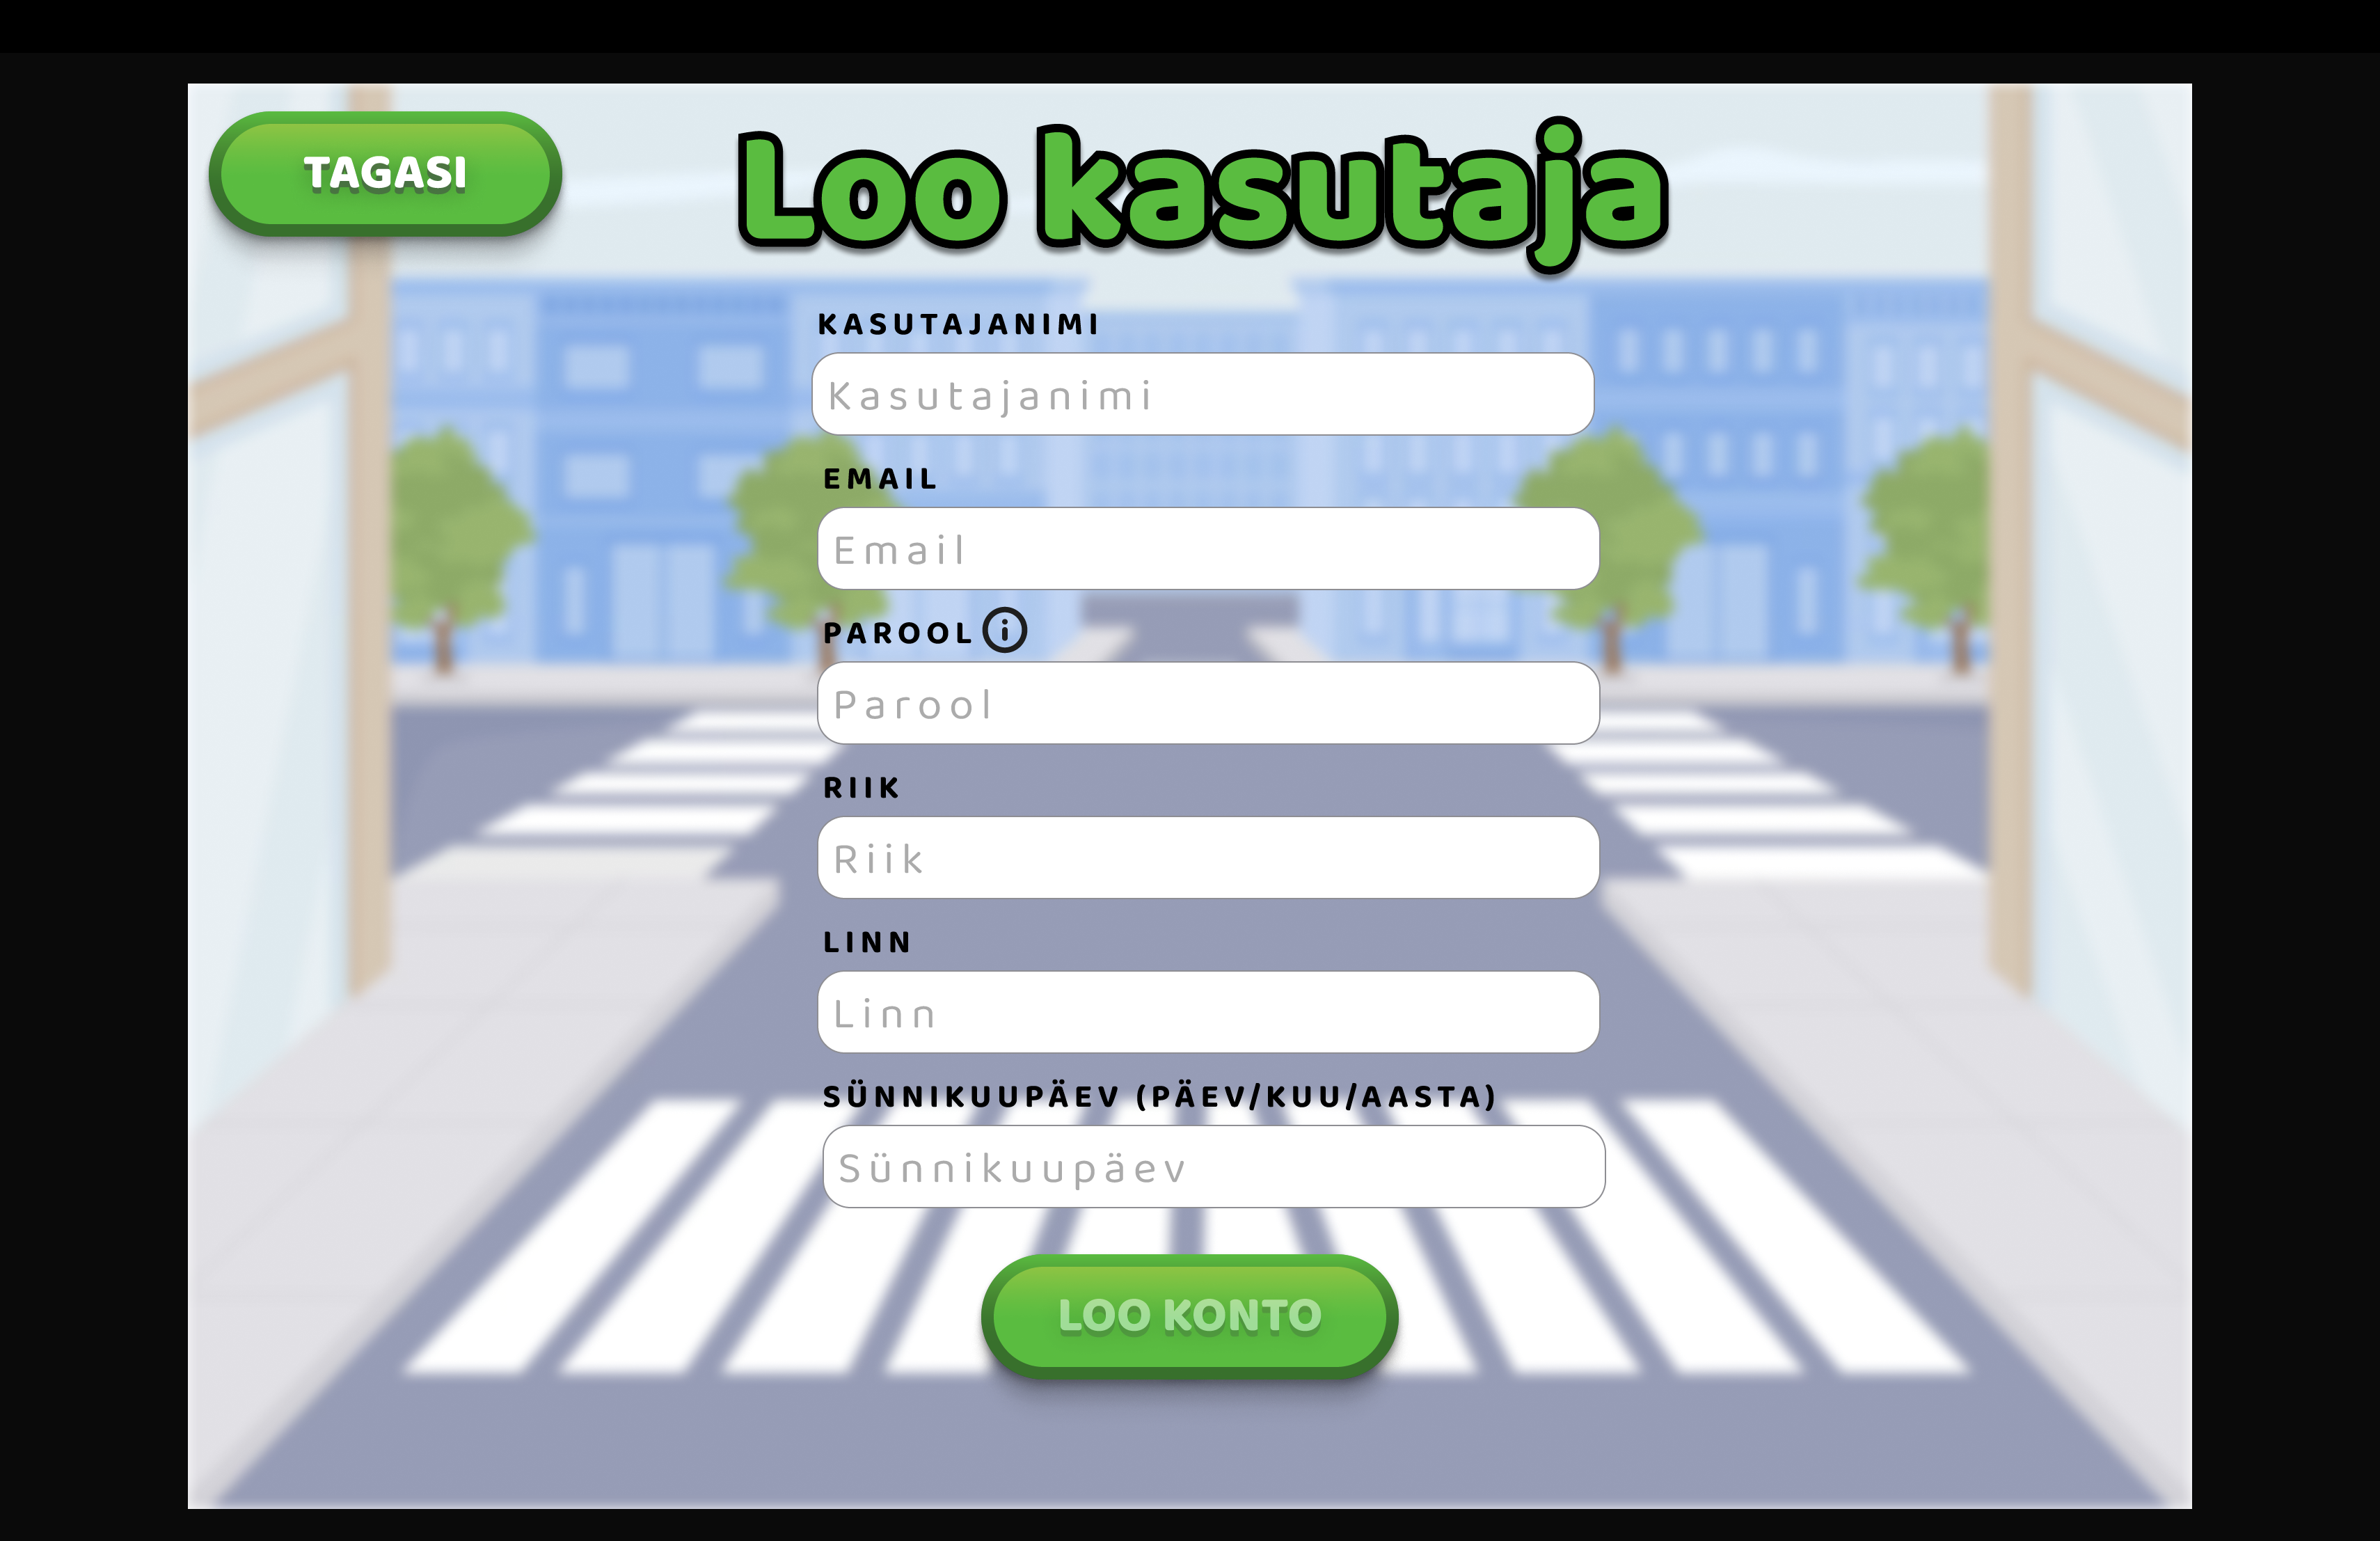 TAGASI
Loo kasutaja
KASUTAJANIMI
Kasutajanimi
EMAIL
Email
PAROOL
Parool
RIIK
Riik
LINN
Linn
SÜNNIKUUPÄEV (PÄEV/KUU/AASTA)
Sünnikuupäev
LOO KONTO